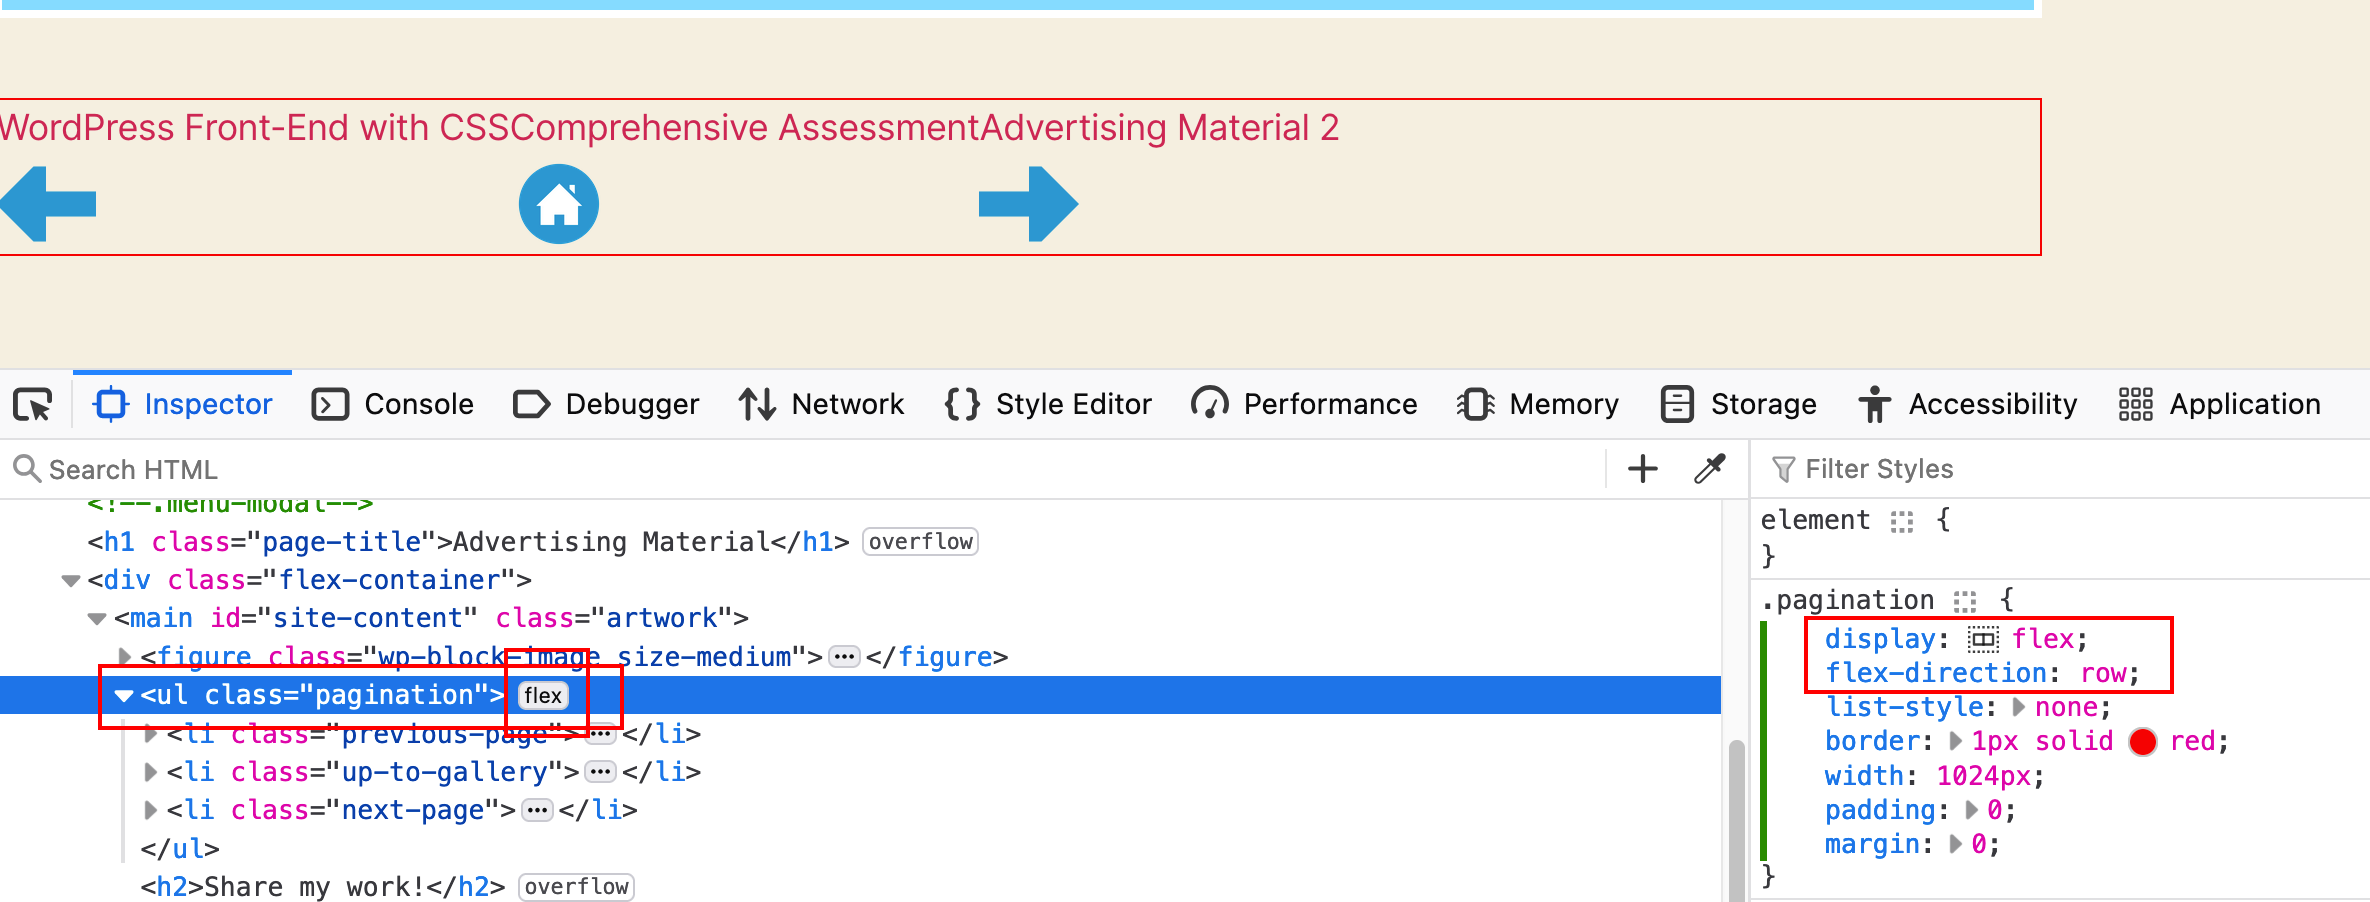 WordPress Front-End with CSSComprehensive AssessmentAdvertising Material 2
Inspector Console Debugger Network Style Editor Performance Memory Storage Accessibility Application
Search HTML
Filter Styles
<!--.menu-modal-->
<h1 class="page-title">Advertising Material</h1> overflow
<div class="flex-container">
<main id="site-content" class="artwork">
<figure class="wp-block-image size-medium">···</figure>
<ul class="pagination"> flex
<li class="previous-page">···</li>
<li class="up-to-gallery">···</li>
<li class="next-page">···</li>
</ul>
<h2>Share my work!</h2> overflow
element {
}
.pagination {
display: flex;
flex-direction: row;
list-style: none;
border: 1px solid red;
width: 1024px;
padding: 0;
margin: 0;
}